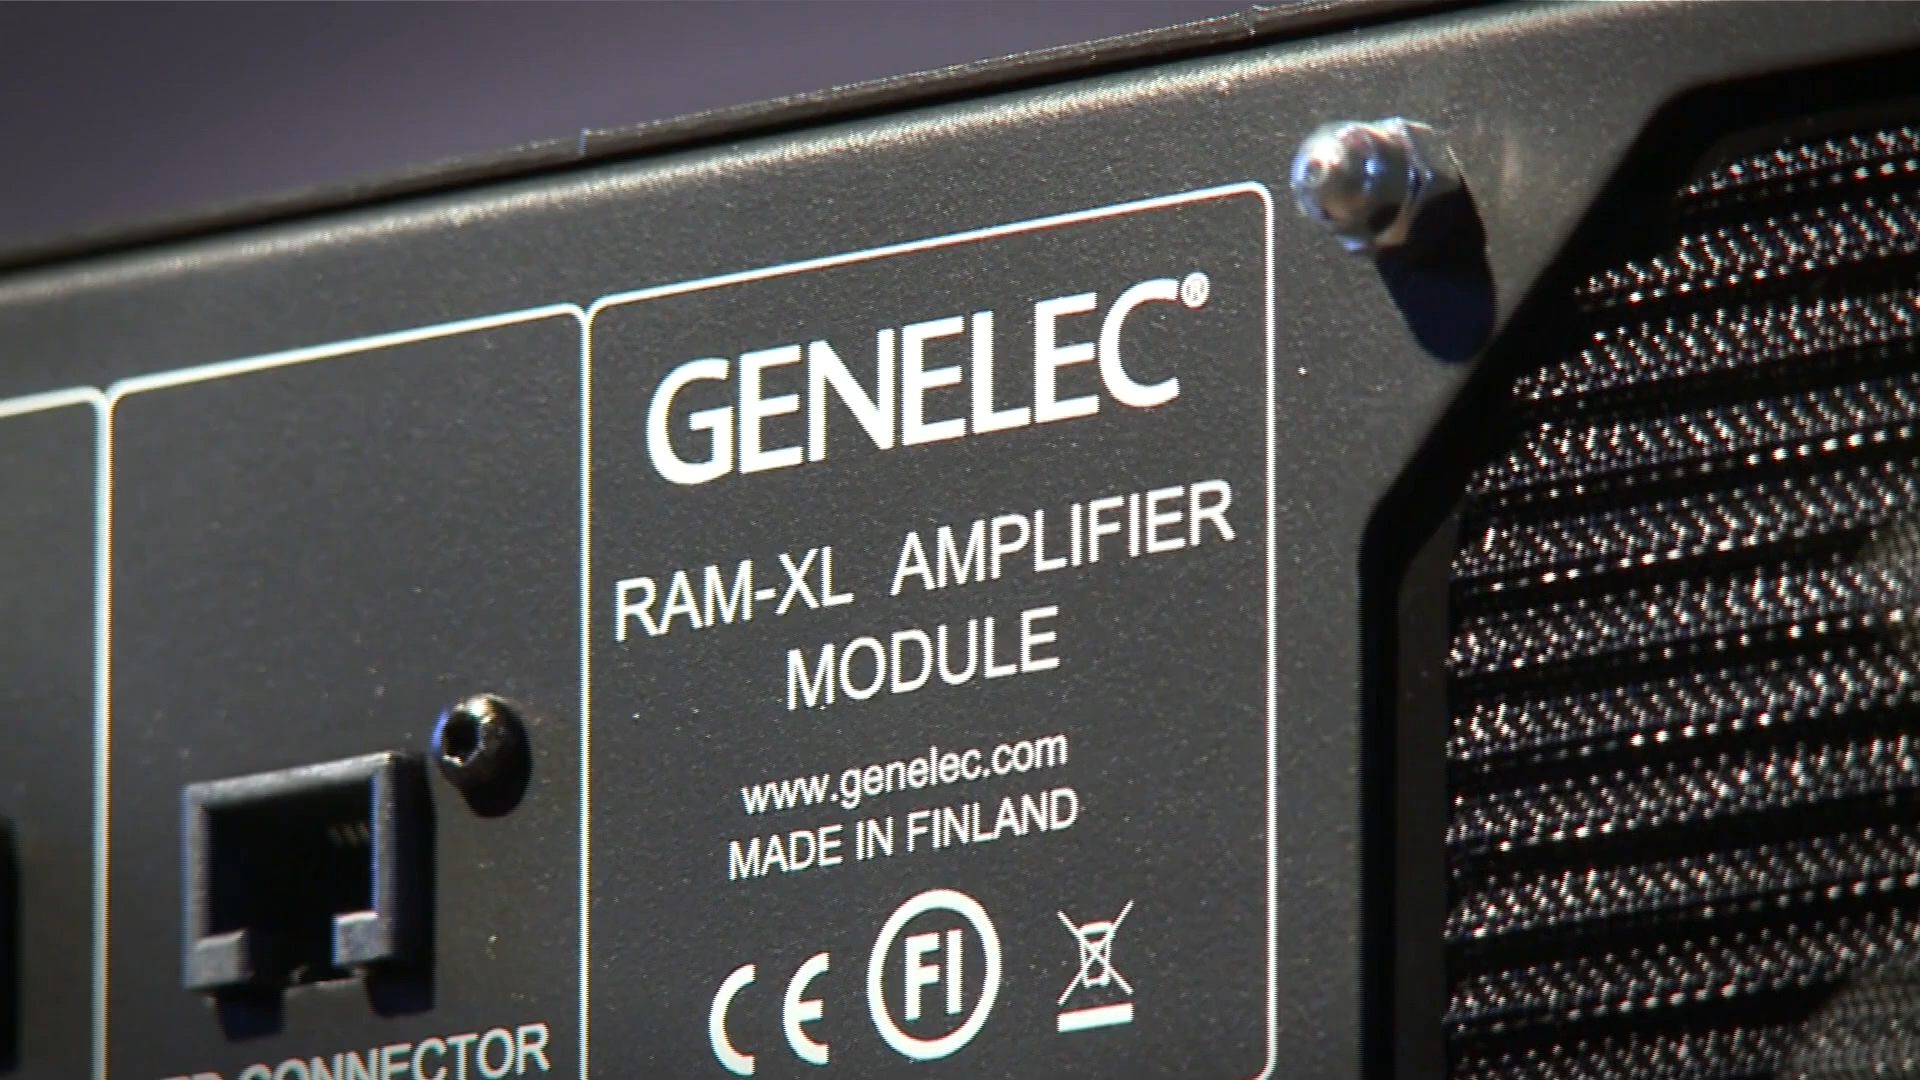 GENELEC®
RAM-XL AMPLIFIER
MODULE
www.genelec.com
MADE IN FINLAND
CE FI
CONNECTOR